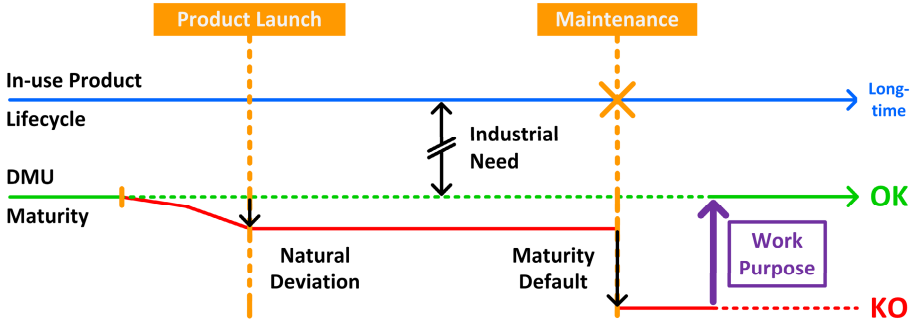 Product Launch
Maintenance
In-use Product
Lifecycle
Long-
time
Industrial
Need
DMU
Maturity
OK
Natural
Deviation
Maturity
Default
Work
Purpose
KO